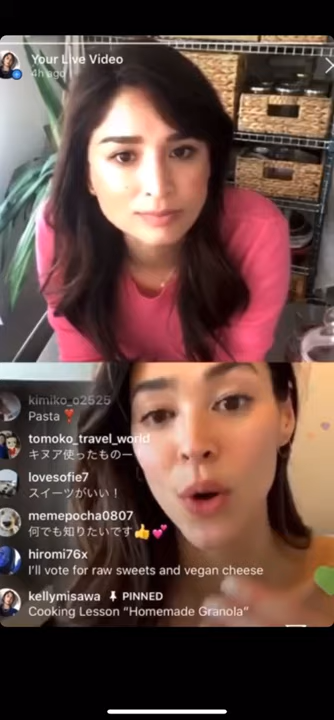 Your Live Video
4h ago
kimiko_o2525
Pasta ❣️
tomoko_travel_world
キヌア使ったものー
lovesofie7
スイーツがいい！
memepocha0807
何でも知りたいです👍💕
hiromi76x
I'll vote for raw sweets and vegan cheese
kellymisawa 📌 PINNED
Cooking Lesson "Homemade Granola"